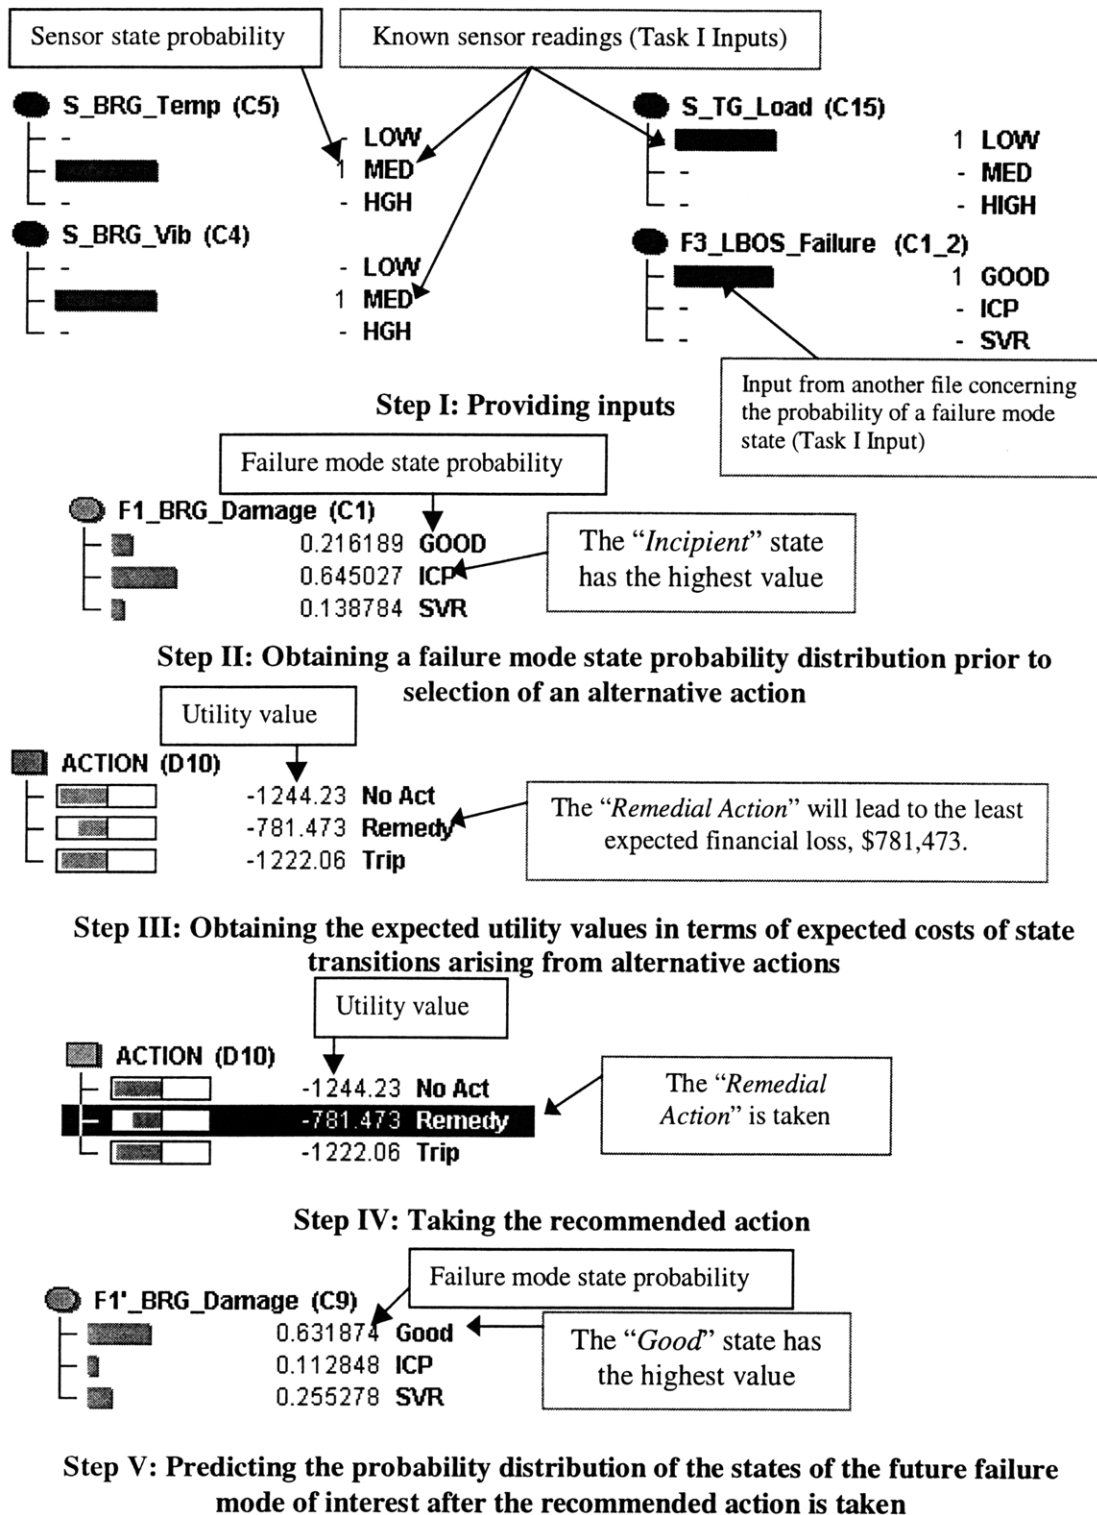 Sensor state probability
Known sensor readings (Task I Inputs)
S_BRG_Temp (C5)
- - LOW
1 MED
- - HGH
S_TG_Load (C15)
1 LOW
- - MED
- - HIGH
S_BRG_Vib (C4)
- - LOW
1 MED
- - HGH
F3_LBOS_Failure (C1_2)
1 GOOD
- - ICP
- - SVR
Input from another file concerning
the probability of a failure mode
state (Task I Input)
Step I: Providing inputs
Failure mode state probability
F1_BRG_Damage (C1)
0.216189 GOOD
0.645027 ICP
0.138784 SVR
The “Incipient” state
has the highest value
Step II: Obtaining a failure mode state probability distribution prior to
selection of an alternative action
Utility value
ACTION (D10)
-1244.23 No Act
-781.473 Remedy
-1222.06 Trip
The “Remedial Action” will lead to the least
expected financial loss, $781,473.
Step III: Obtaining the expected utility values in terms of expected costs of state
transitions arising from alternative actions
Utility value
ACTION (D10)
-1244.23 No Act
-781.473 Remedy
-1222.06 Trip
The “Remedial
Action” is taken
Step IV: Taking the recommended action
Failure mode state probability
F1'_BRG_Damage (C9)
0.631874 Good
0.112848 ICP
0.255278 SVR
The “Good” state has
the highest value
Step V: Predicting the probability distribution of the states of the future failure
mode of interest after the recommended action is taken